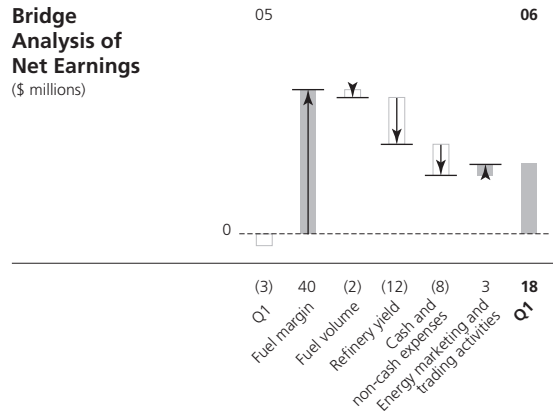 Bridge
Analysis of
Net Earnings
($ millions)
05
06
0
(3) 40 (2) (12) (8) 3 18
Q1
Fuel margin
Fuel volume
Refinery yield
Cash and
non-cash expenses
Energy marketing and
trading activities
Q1